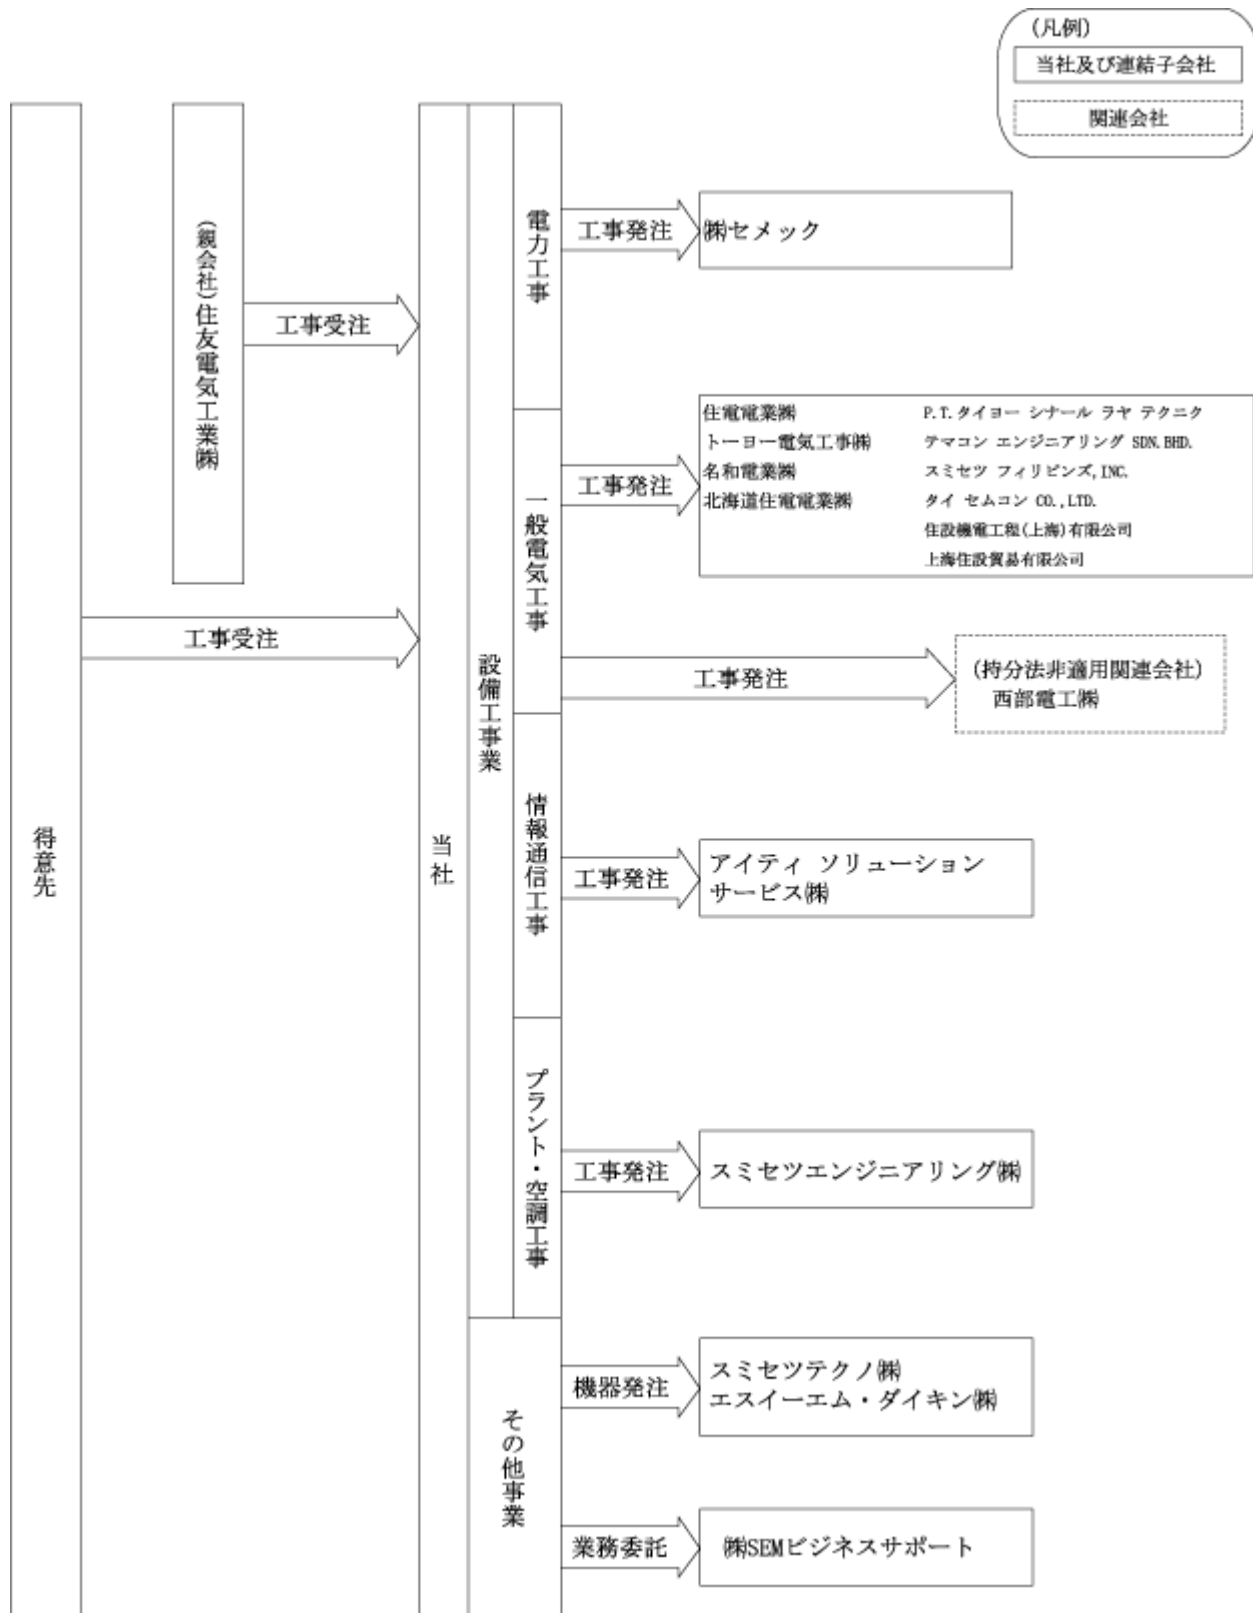 (凡例)
当社及び連結子会社
関連会社
得意先
(親会社)住友電気工業㈱
工事受注
工事受注
当社
設備工事業
電力工事
工事発注
㈱セメック
一般電気工事
工事発注
住電電業㈱
トーヨー電気工事㈱
名和電業㈱
北海道住電電業㈱
P.T.タイヨー シナール ラヤ テクニク
テマコン エンジニアリング SDN.BHD.
スミセツ フィリピンズ,INC.
タイ セムコン CO.,LTD.
住設機電工程(上海)有限公司
上海住設貿易有限公司
工事発注
(持分法非適用関連会社)
西部電工㈱
情報通信工事
工事発注
アイティ ソリューション
サービス㈱
プラント・空調工事
工事発注
スミセツエンジニアリング㈱
その他事業
機器発注
スミセツテクノ㈱
エスイーエム・ダイキン㈱
業務委託
㈱SEMビジネスサポート